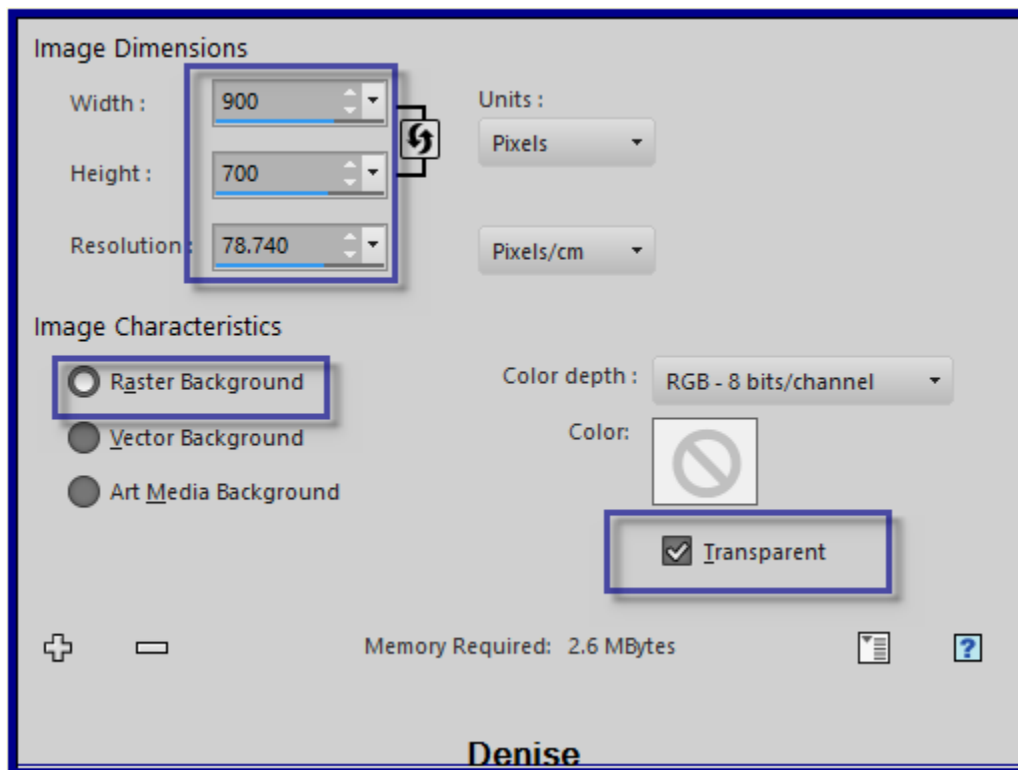 Image Dimensions
Width :
900
Units :
Pixels
Height :
700
Resolution :
78.740
Pixels/cm
Image Characteristics
Raster Background
Color depth :
RGB - 8 bits/channel
Vector Background
Color:
Art Media Background
Transparent
Memory Required: 2.6 MBytes
?
Denise